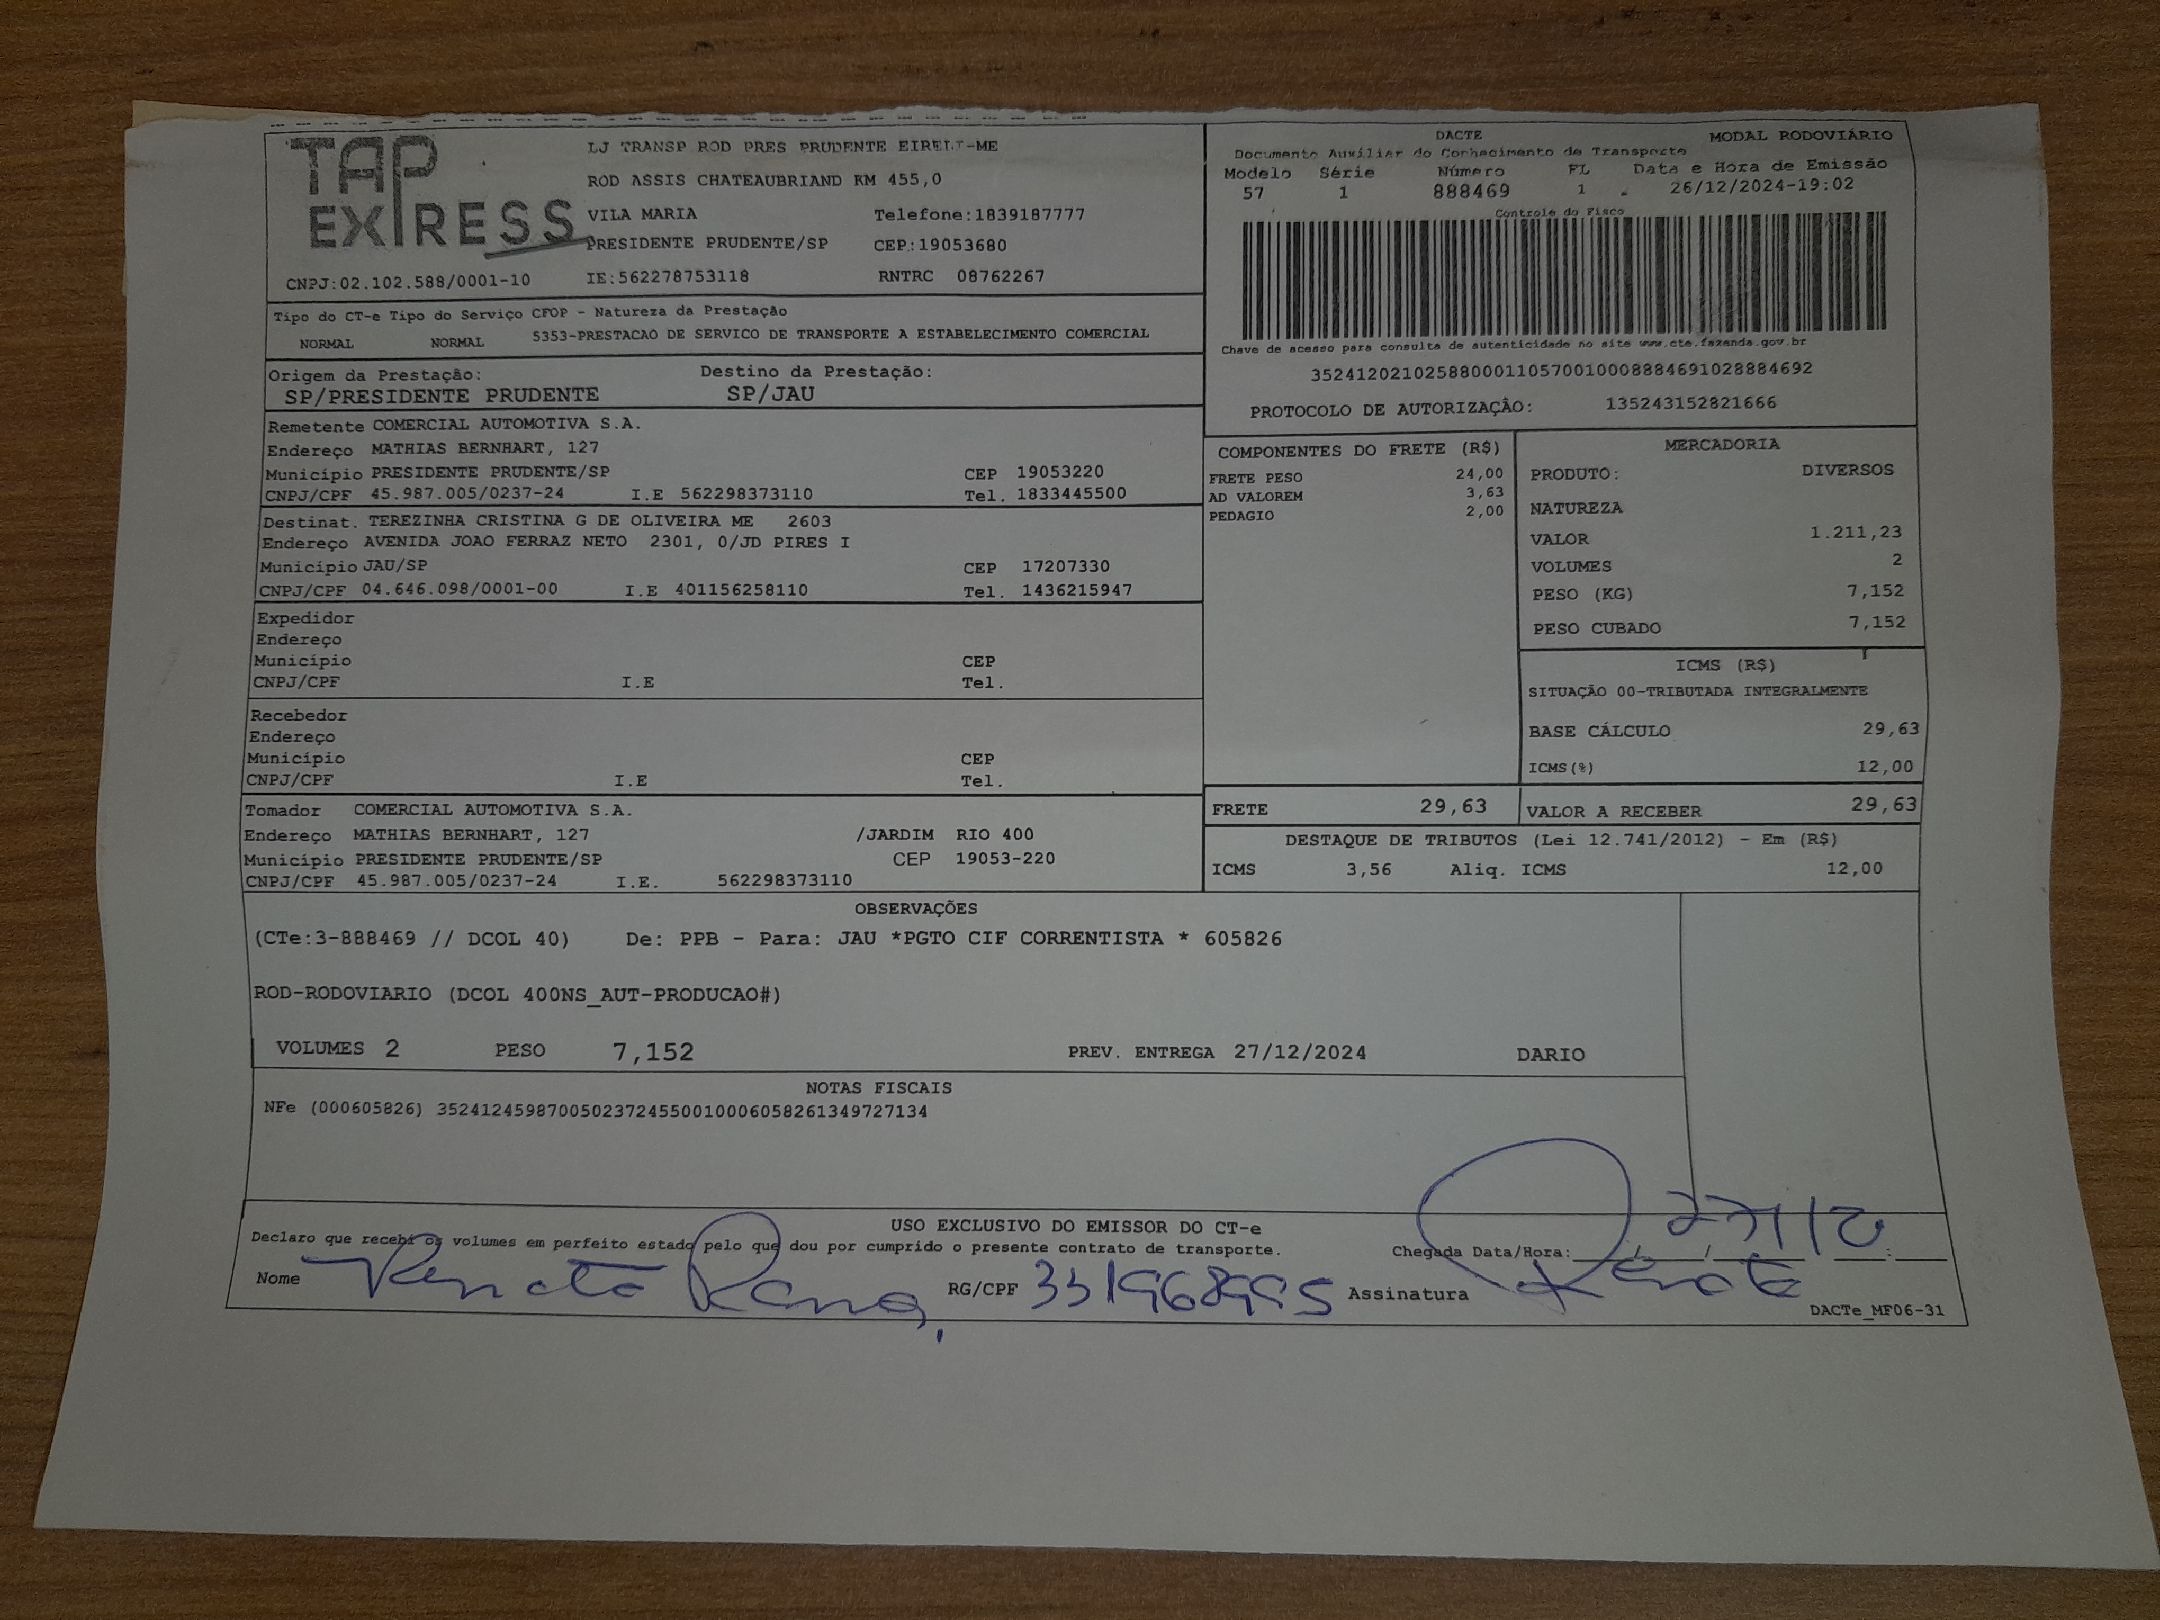 TAP
EXPRESS
CNPJ:02.102.588/0001-10
LJ TRANSP ROD PRES PRUDENTE EIRELI-ME
ROD ASSIS CHATEAUBRIAND KM 455,0
VILA MARIA Telefone:1839187777
PRESIDENTE PRUDENTE/SP CEP.:19053680
IE:562278753118 RNTRC 08762267
DACTE MODAL RODOVIÁRIO
Documento Auxiliar do Conhecimento de Transporte
Modelo Série Número FL Data e Hora de Emissão
57 1 888469 1 26/12/2024-19:02
Controle do Fisco
Chave de acesso para consulta de autenticidade no site www.cte.fazenda.gov.br
35241202102588000110570010008884691028884692
PROTOCOLO DE AUTORIZAÇÃO: 135243152821666
Tipo do CT-e Tipo do Serviço CFOP - Natureza da Prestação
NORMAL NORMAL 5353-PRESTACAO DE SERVICO DE TRANSPORTE A ESTABELECIMENTO COMERCIAL
Origem da Prestação: Destino da Prestação:
SP/PRESIDENTE PRUDENTE SP/JAU
Remetente COMERCIAL AUTOMOTIVA S.A.
Endereço MATHIAS BERNHART, 127
Município PRESIDENTE PRUDENTE/SP CEP 19053220
CNPJ/CPF 45.987.005/0237-24 I.E 562298373110 Tel. 1833445500
Destinat. TEREZINHA CRISTINA G DE OLIVEIRA ME 2603
Endereço AVENIDA JOAO FERRAZ NETO 2301, 0/JD PIRES I
Município JAU/SP CEP 17207330
CNPJ/CPF 04.646.098/0001-00 I.E 401156258110 Tel. 1436215947
Expedidor
Endereço
Município CEP
CNPJ/CPF I.E Tel.
Recebedor
Endereço
Município CEP
CNPJ/CPF I.E Tel.
Tomador COMERCIAL AUTOMOTIVA S.A.
Endereço MATHIAS BERNHART, 127 /JARDIM RIO 400
Município PRESIDENTE PRUDENTE/SP CEP 19053-220
CNPJ/CPF 45.987.005/0237-24 I.E. 562298373110
COMPONENTES DO FRETE (R$)
FRETE PESO 24,00
AD VALOREM 3,63
PEDAGIO 2,00
MERCADORIA
PRODUTO: DIVERSOS
NATUREZA
VALOR 1.211,23
VOLUMES 2
PESO (KG) 7,152
PESO CUBADO 7,152
ICMS (R$)
SITUAÇÃO 00-TRIBUTADA INTEGRALMENTE
BASE CÁLCULO 29,63
ICMS(%) 12,00
FRETE 29,63 VALOR A RECEBER 29,63
DESTAQUE DE TRIBUTOS (Lei 12.741/2012) - Em (R$)
ICMS 3,56 Aliq. ICMS 12,00
OBSERVAÇÕES
(CTe:3-888469 // DCOL 40) De: PPB - Para: JAU *PGTO CIF CORRENTISTA * 605826
ROD-RODOVIARIO (DCOL 400NS_AUT-PRODUCAO#)
VOLUMES 2 PESO 7,152 PREV. ENTREGA 27/12/2024 DARIO
NOTAS FISCAIS
NFe (000605826) 35241245987005023724550010006058261349727134
USO EXCLUSIVO DO EMISSOR DO CT-e
Declaro que recebi os volumes em perfeito estado pelo que dou por cumprido o presente contrato de transporte. Chegada Data/Hora: 27/12
Nome Renata RG/CPF Assinatura Renata
DACTe_MF06-31